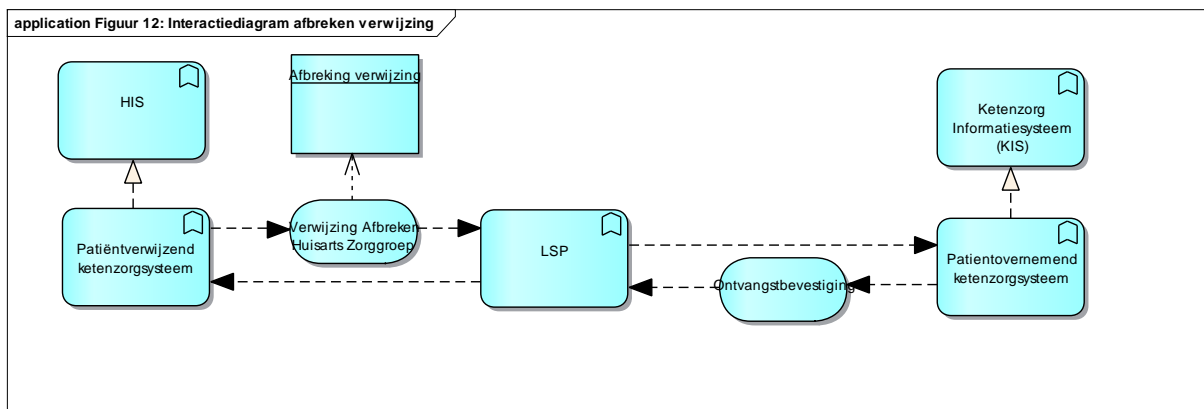 application Figuur 12: Interactiediagram afbreken verwijzing
HIS
Afbreking verwijzing
Ketenzorg
Informatiesysteem
(KIS)
Patiëntverwijzend
ketenzorgsysteem
Verwijzing Afbreken
Huisarts Zorggroep
LSP
Ontvangstbevestiging
Patientovernemend
ketenzorgsysteem